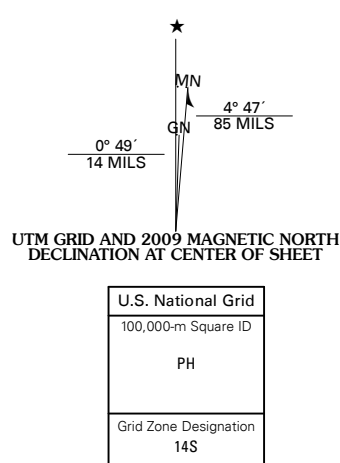 ★
MN
4° 47´
85 MILS
GN
0° 49´
14 MILS
UTM GRID AND 2009 MAGNETIC NORTH
DECLINATION AT CENTER OF SHEET
U.S. National Grid
100,000-m Square ID
PH
Grid Zone Designation
14S